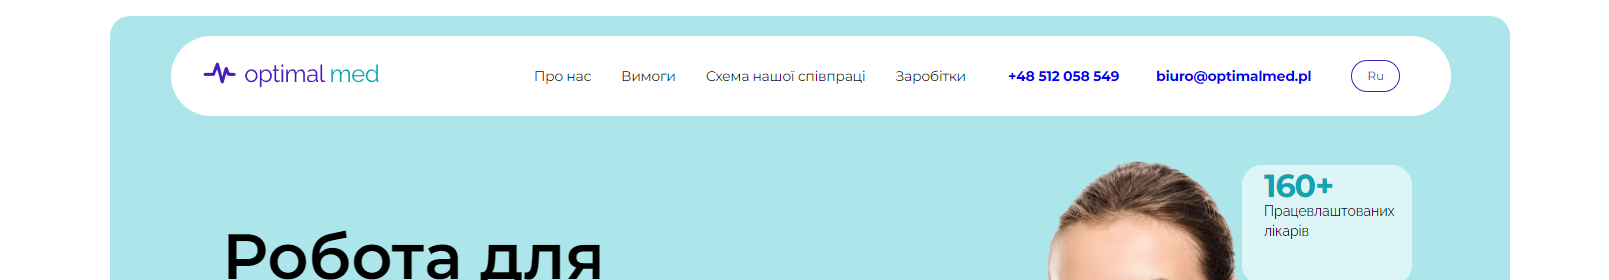 optimal med
Про нас Вимоги Схема нашої співпраці Заробітки +48 512 058 549 biuro@optimalmed.pl Ru
160+
Працевлаштованих
лікарів
Робота для